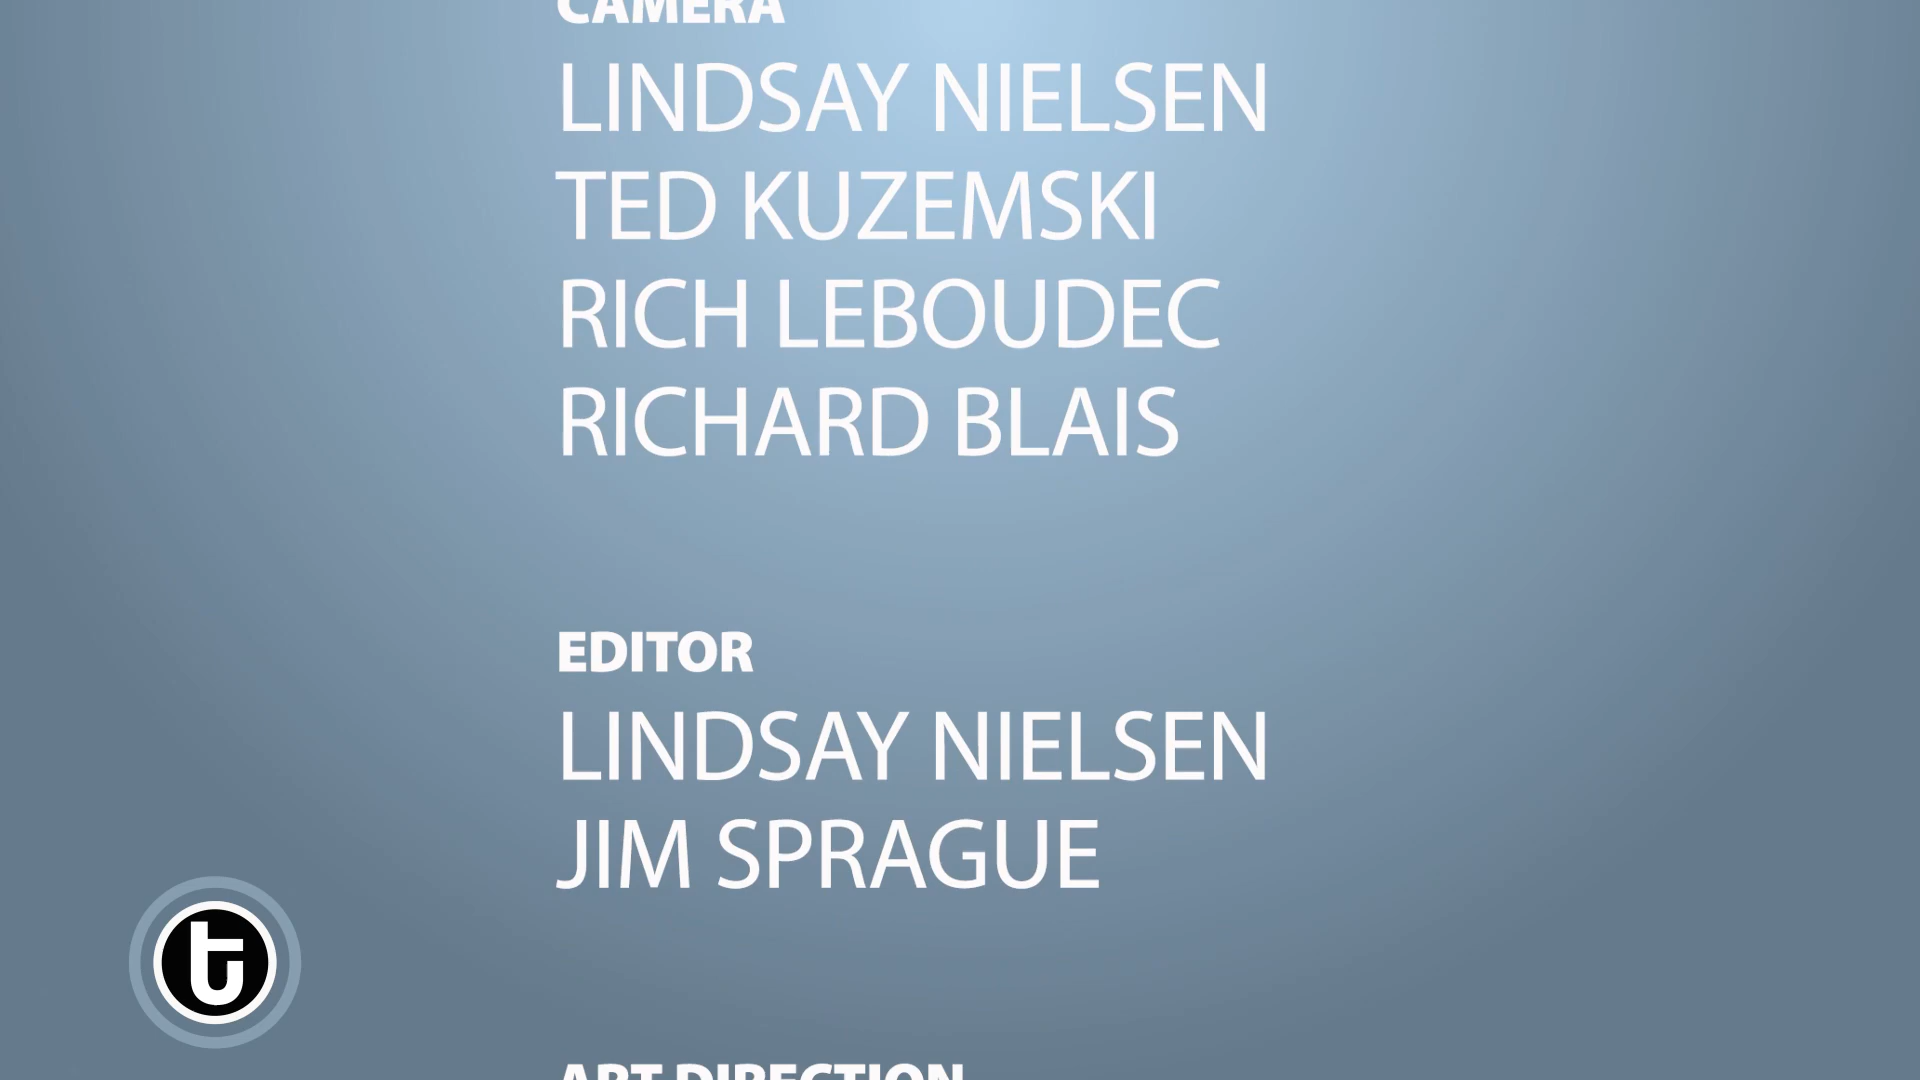 CAMERA
LINDSAY NIELSEN
TED KUZEMSKI
RICH LEBOUDEC
RICHARD BLAIS
EDITOR
LINDSAY NIELSEN
JIM SPRAGUE
t
ART DIRECTION